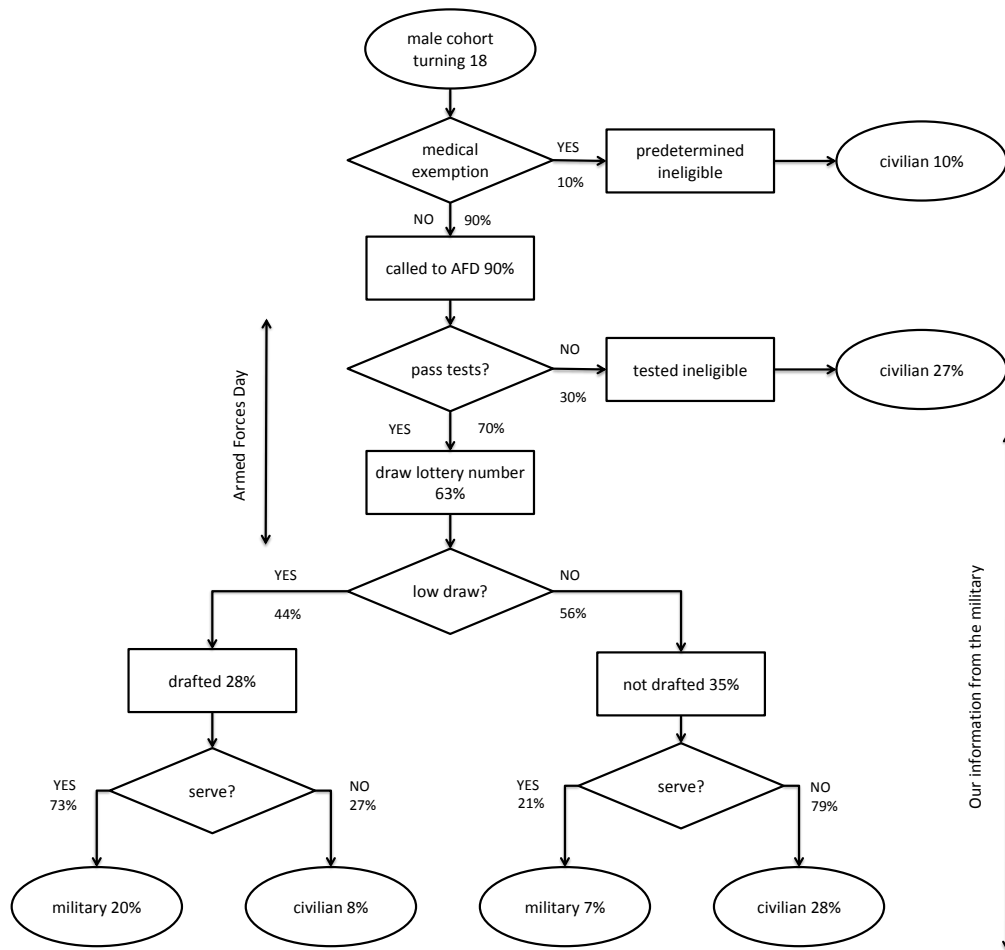 male cohort
turning 18
medical
exemption
YES
10%
predetermined
ineligible
civilian 10%
NO 90%
called to AFD 90%
Armed Forces Day
pass tests?
NO
30%
tested ineligible
civilian 27%
YES 70%
draw lottery number
63%
low draw?
YES
44%
NO
56%
drafted 28%
not drafted 35%
Our information from the military
serve?
YES
73%
NO
27%
serve?
YES
21%
NO
79%
military 20%
civilian 8%
military 7%
civilian 28%